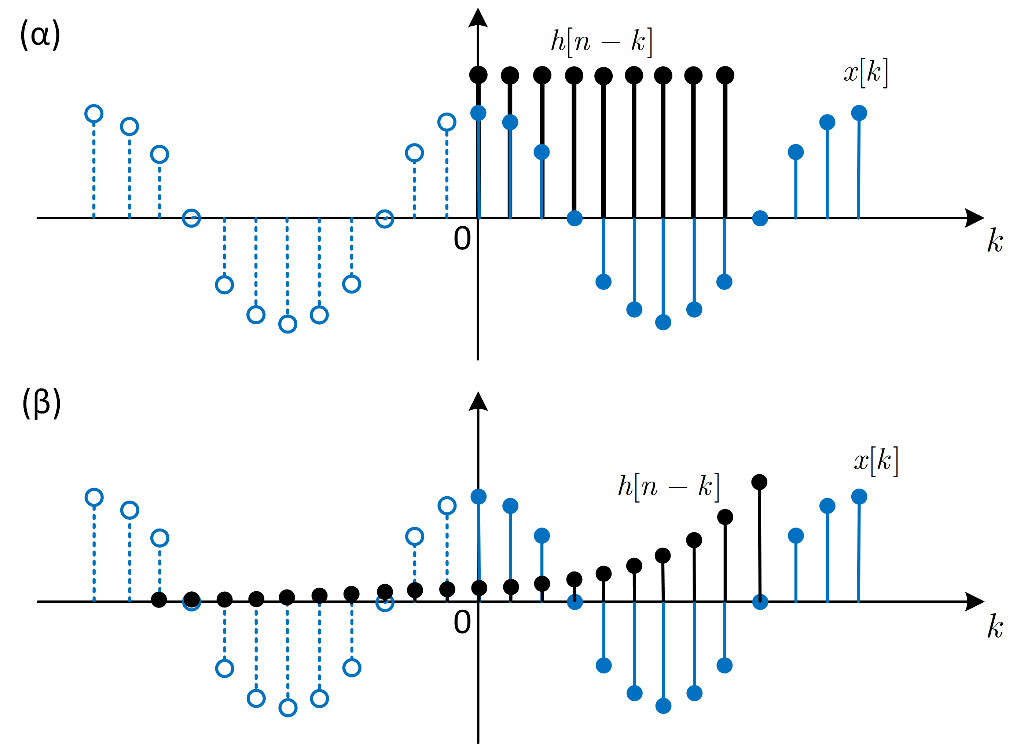 (α)
h[n − k]
x[k]
0
k
(β)
x[k]
h[n − k]
0
k